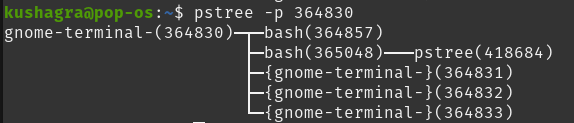 kushagra@pop-os:~$ pstree -p 364830
gnome-terminal-(364830)─┬─bash(364857)
                        ├─bash(365048)───pstree(418684)
                        ├─{gnome-terminal-}(364831)
                        ├─{gnome-terminal-}(364832)
                        └─{gnome-terminal-}(364833)